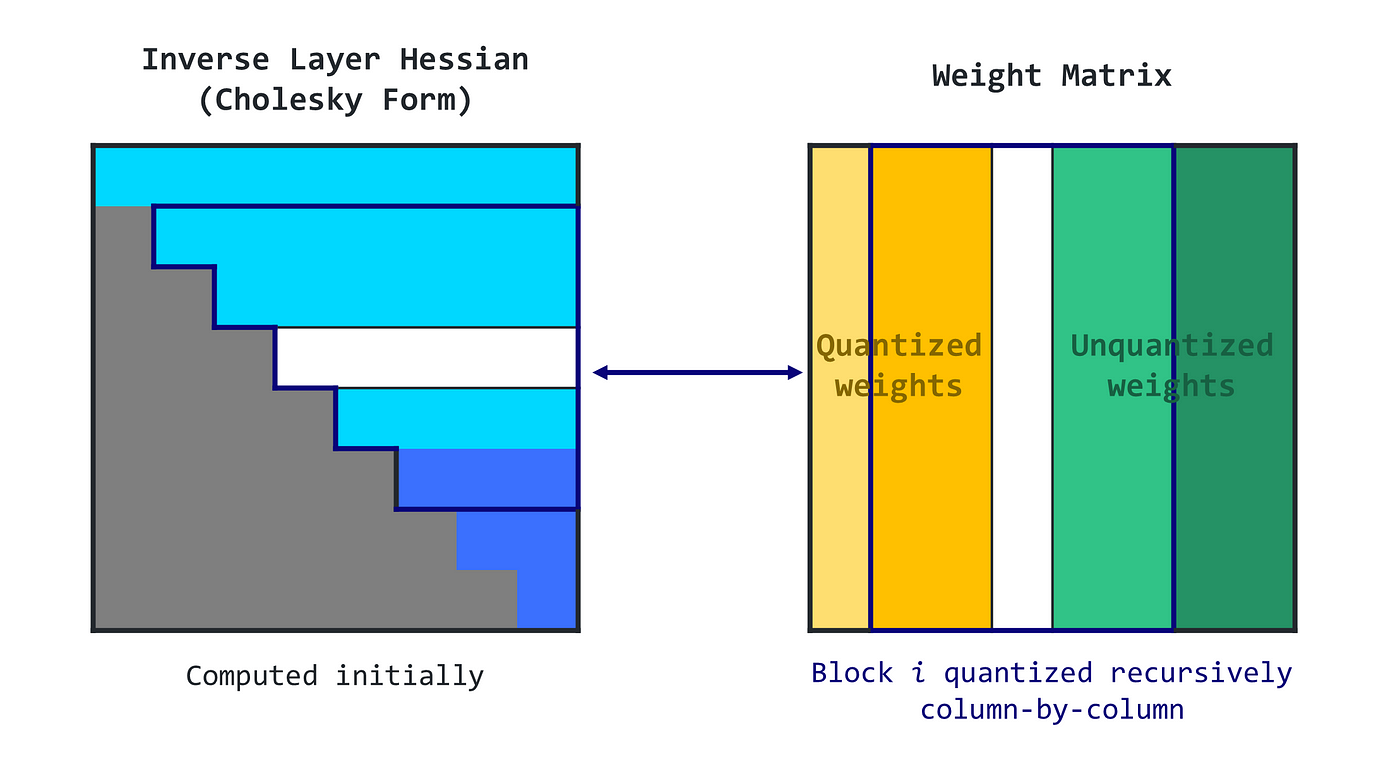 Inverse Layer Hessian
(Cholesky Form)
Weight Matrix
Quantized
weights
Unquantized
weights
Computed initially
Block i quantized recursively
column-by-column